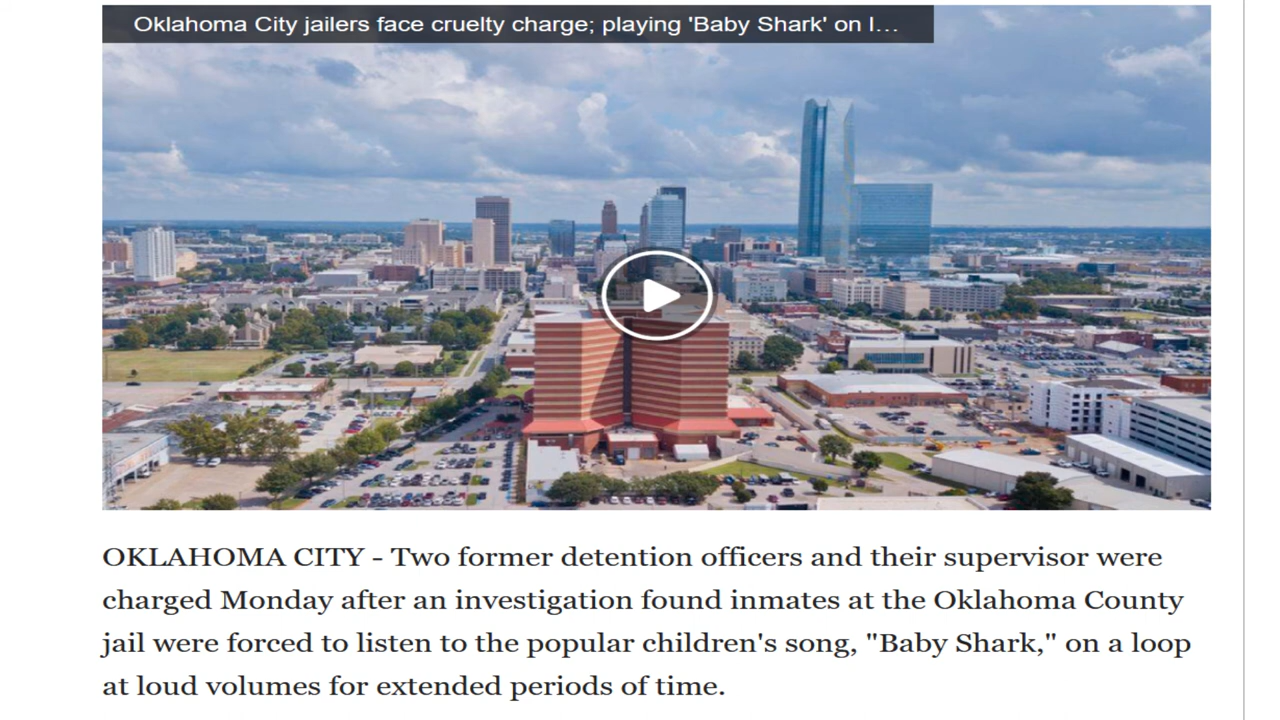 Oklahoma City jailers face cruelty charge; playing 'Baby Shark' on l…
OKLAHOMA CITY - Two former detention officers and their supervisor were
charged Monday after an investigation found inmates at the Oklahoma County
jail were forced to listen to the popular children's song, "Baby Shark," on a loop
at loud volumes for extended periods of time.